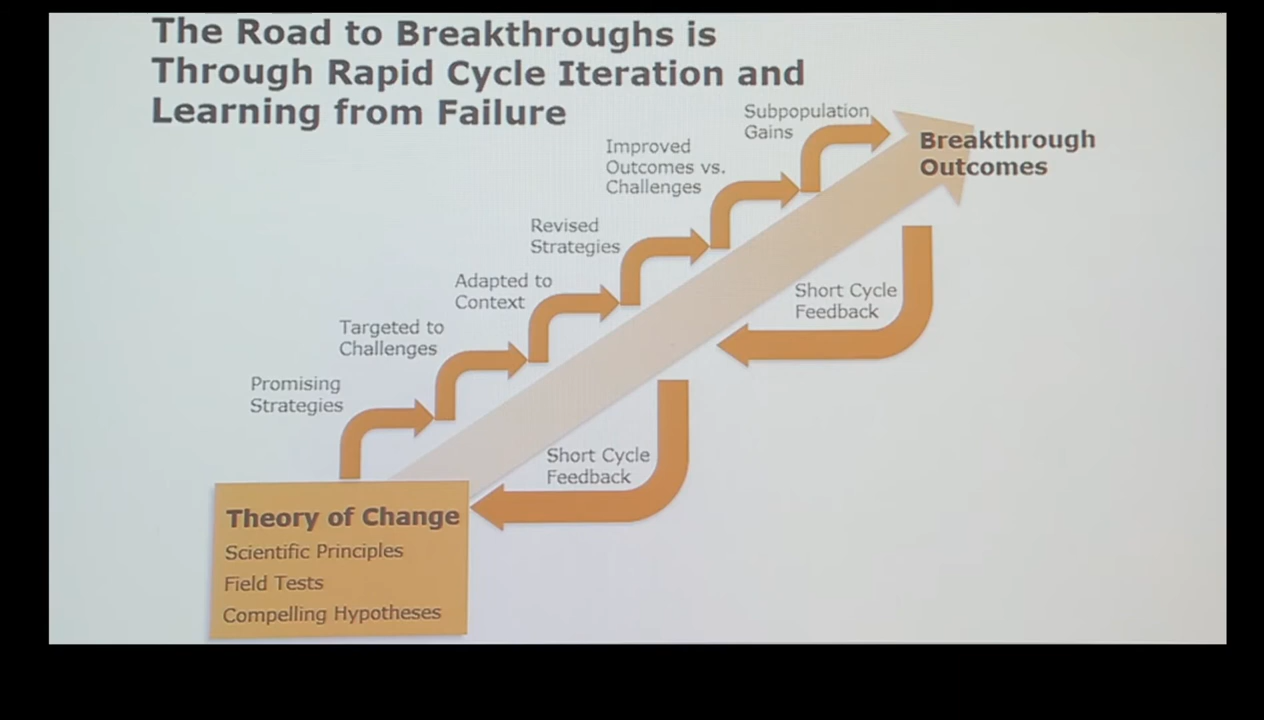 The Road to Breakthroughs is
Through Rapid Cycle Iteration and
Learning from Failure
Subpopulation
Gains
Breakthrough
Outcomes
Improved
Outcomes vs.
Challenges
Revised
Strategies
Adapted to
Context
Short Cycle
Feedback
Targeted to
Challenges
Promising
Strategies
Short Cycle
Feedback
Theory of Change
Scientific Principles
Field Tests
Compelling Hypotheses